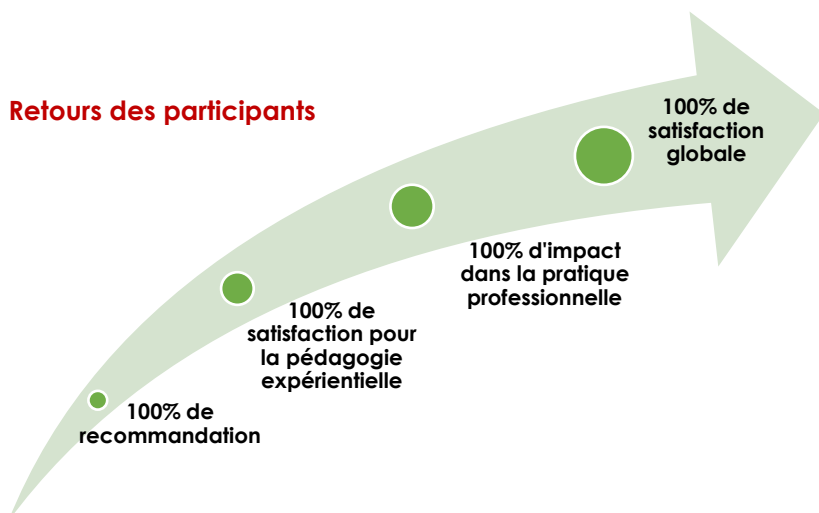 Retours des participants
100% de
satisfaction
globale
100% d'impact
dans la pratique
professionnelle
100% de
satisfaction pour
la pédagogie
expérientielle
100% de
recommandation